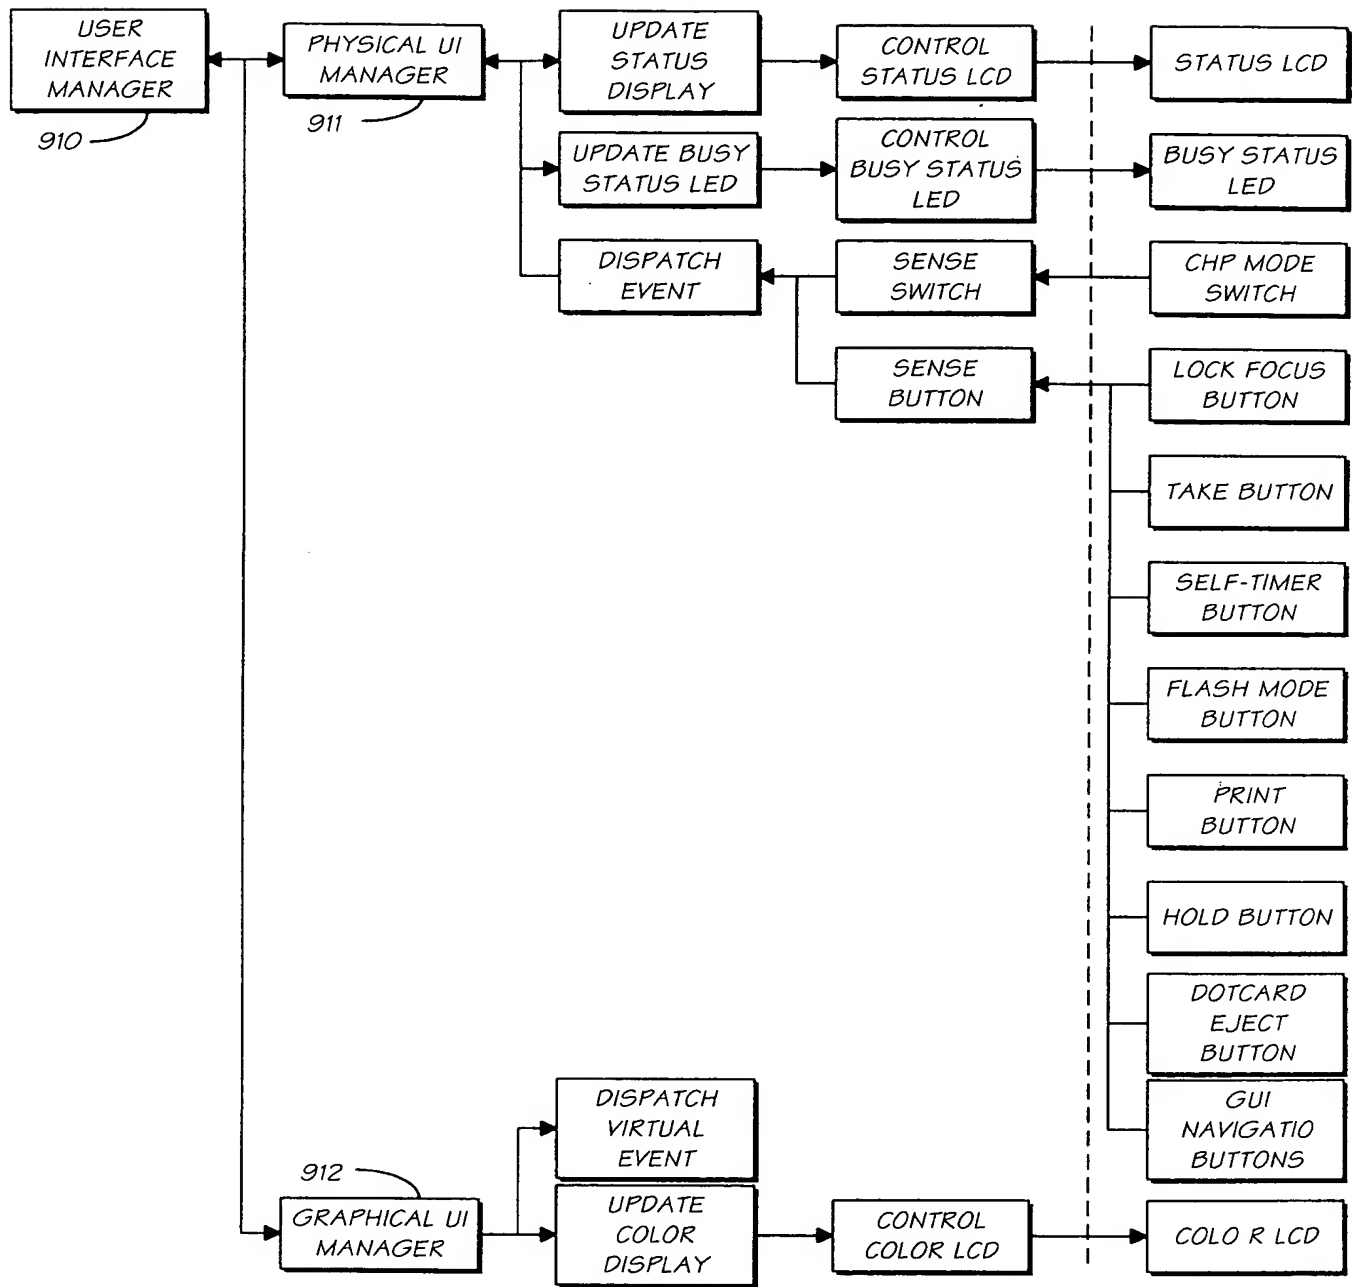 USER
INTERFACE
MANAGER
910
PHYSICAL UI
MANAGER
911
UPDATE
STATUS
DISPLAY
CONTROL
STATUS LCD
STATUS LCD
UPDATE BUSY
STATUS LED
CONTROL
BUSY STATUS
LED
BUSY STATUS
LED
DISPATCH
EVENT
SENSE
SWITCH
CHP MODE
SWITCH
SENSE
BUTTON
LOCK FOCUS
BUTTON
TAKE BUTTON
SELF-TIMER
BUTTON
FLASH MODE
BUTTON
PRINT
BUTTON
HOLD BUTTON
DOTCARD
EJECT
BUTTON
GUI
NAVIGATIO
BUTTONS
DISPATCH
VIRTUAL
EVENT
912
GRAPHICAL UI
MANAGER
UPDATE
COLOR
DISPLAY
CONTROL
COLOR LCD
COLO R LCD